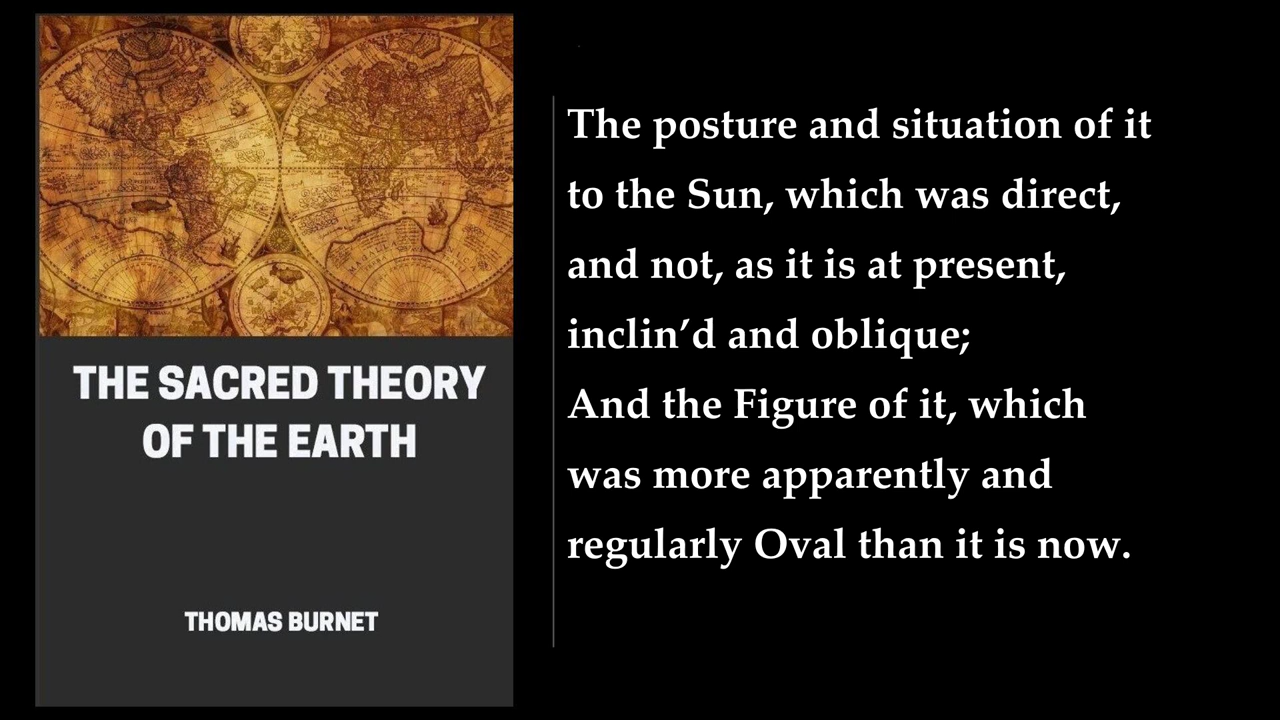 THE SACRED THEORY
OF THE EARTH
THOMAS BURNET
The posture and situation of it
to the Sun, which was direct,
and not, as it is at present,
inclin’d and oblique;
And the Figure of it, which
was more apparently and
regularly Oval than it is now.